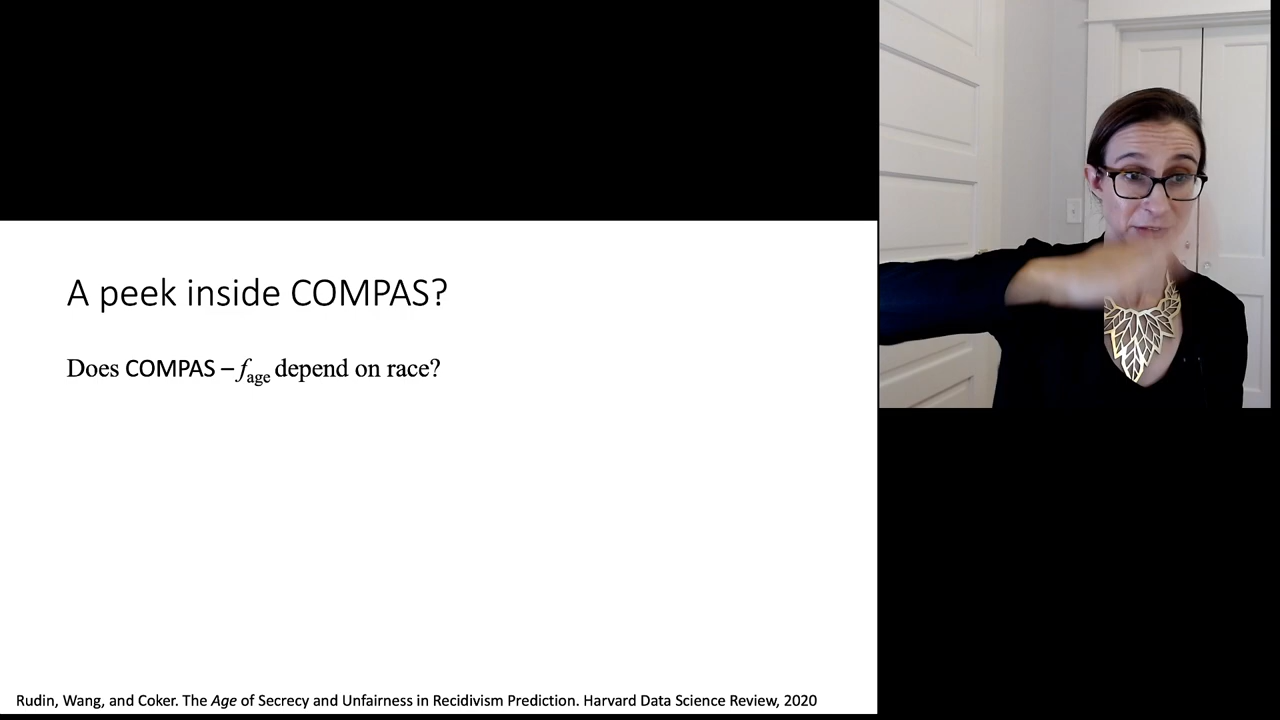 A peek inside COMPAS?
Does COMPAS – fage depend on race?
Rudin, Wang, and Coker. The Age of Secrecy and Unfairness in Recidivism Prediction. Harvard Data Science Review, 2020